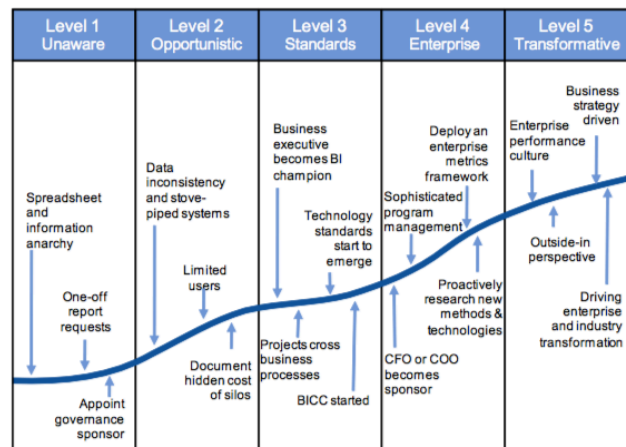 Level 1
Unaware
Level 2
Opportunistic
Level 3
Standards
Level 4
Enterprise
Level 5
Transformative
Spreadsheet
and
information
anarchy
One-off
report
requests
Appoint
governance
sponsor
Data
inconsistency
and stove-
piped systems
Limited
users
Document
hidden cost
of silos
Business
executive
becomes BI
champion
Technology
standards
start to
emerge
Projects cross
business
processes
BICC started
Deploy an
enterprise
metrics
framework
Sophisticated
program
management
Proactively
research new
methods &
technologies
CFO or COO
becomes
sponsor
Business
strategy
driven
Enterprise
performance
culture
Outside-in
perspective
Driving
enterprise
and industry
transformation